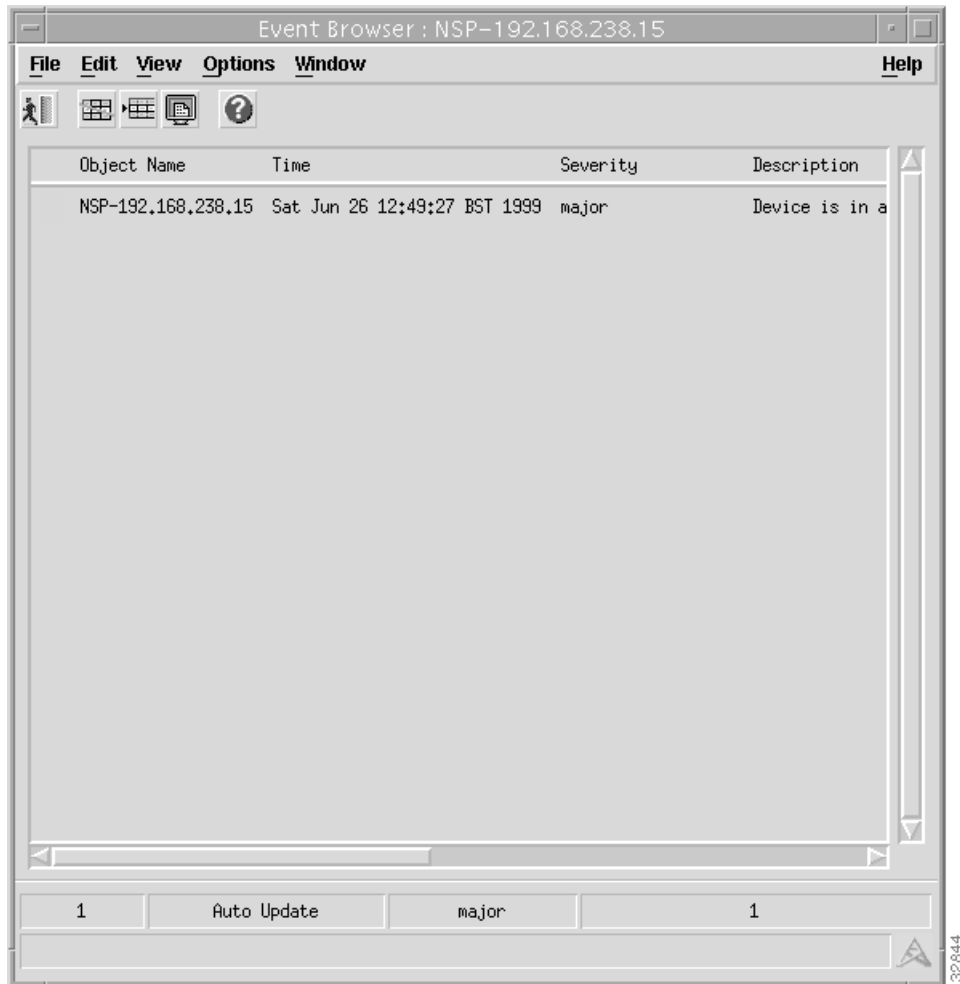 Event Browser : NSP-192.168.238.15
File Edit View Options Window Help
Object Name Time Severity Description
NSP-192.168.238.15 Sat Jun 26 12:49:27 BST 1999 major Device is in a
1 Auto Update major 1
32844